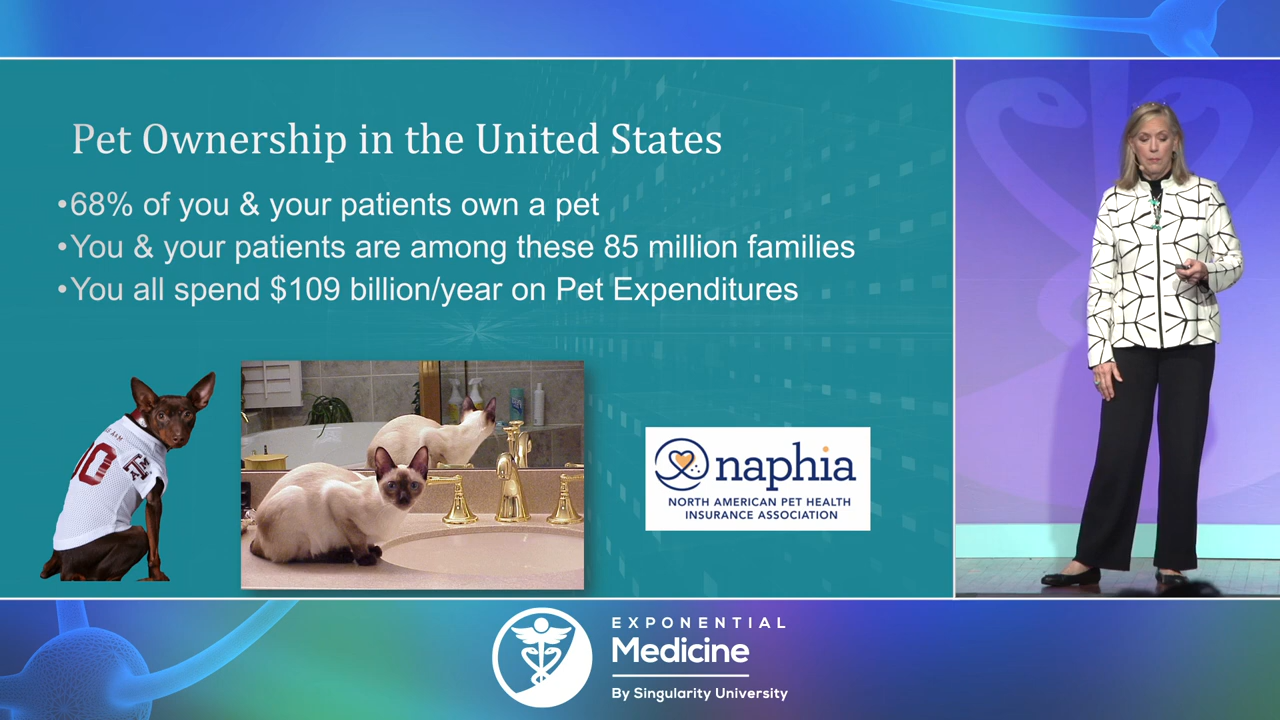 Pet Ownership in the United States
•68% of you & your patients own a pet
•You & your patients are among these 85 million families
•You all spend $109 billion/year on Pet Expenditures
naphia
NORTH AMERICAN PET HEALTH
INSURANCE ASSOCIATION
EXPONENTIAL
Medicine
By Singularity University